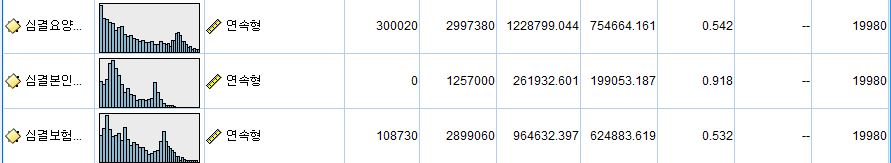 심결요양... 연속형 300020 2997380 1228799.044 754664.161 0.542 -- 19980
심결본인... 연속형 0 1257000 261932.601 199053.187 0.918 -- 19980
심결보험... 연속형 108730 2899060 964632.397 624883.619 0.532 -- 19980